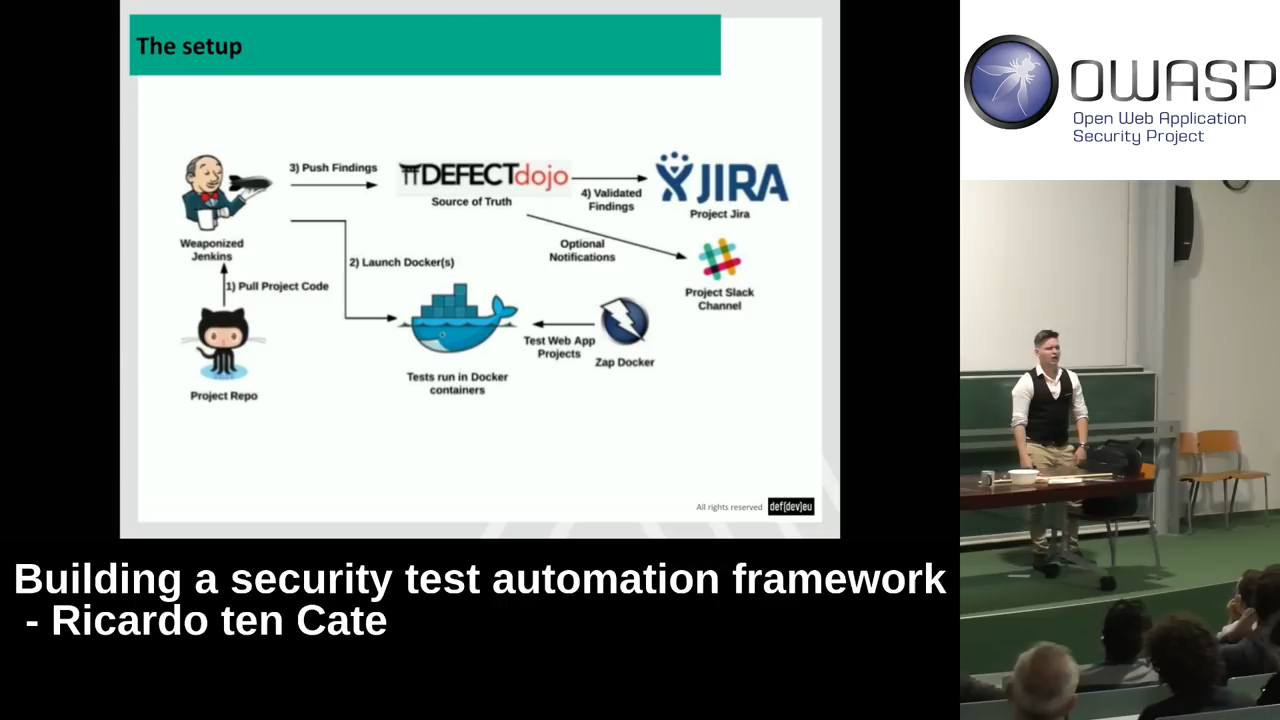 The setup
3) Push Findings
DEFECTdojo
Source of Truth
4) Validated
Findings
JIRA
Project Jira
Weaponized
Jenkins
Optional
Notifications
2) Launch Docker(s)
1) Pull Project Code
Project Slack
Channel
Test Web App
Projects
Zap Docker
Tests run in Docker
containers
Project Repo
All rights reserved
def[dev]eu
OWASP
Open Web Application
Security Project
Building a security test automation framework
- Ricardo ten Cate